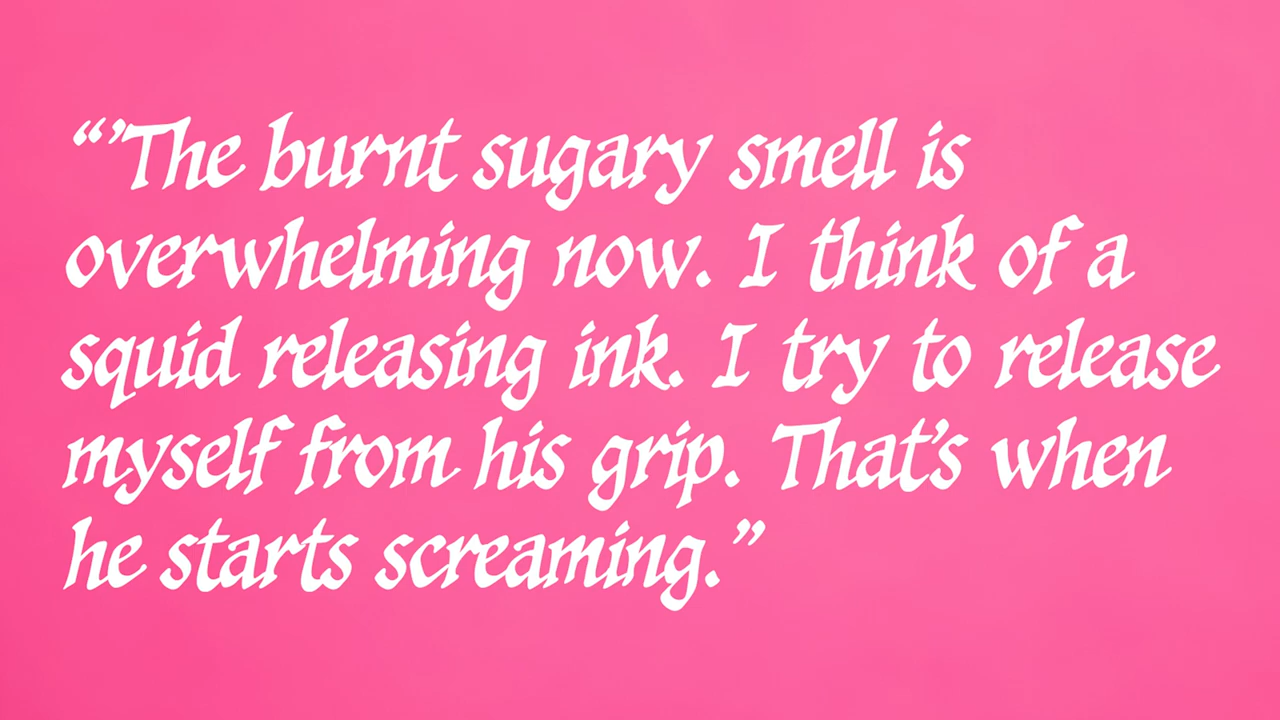 “’The burnt sugary smell is
overwhelming now. I think of a
squid releasing ink. I try to release
myself from his grip. That’s when
he starts screaming.”